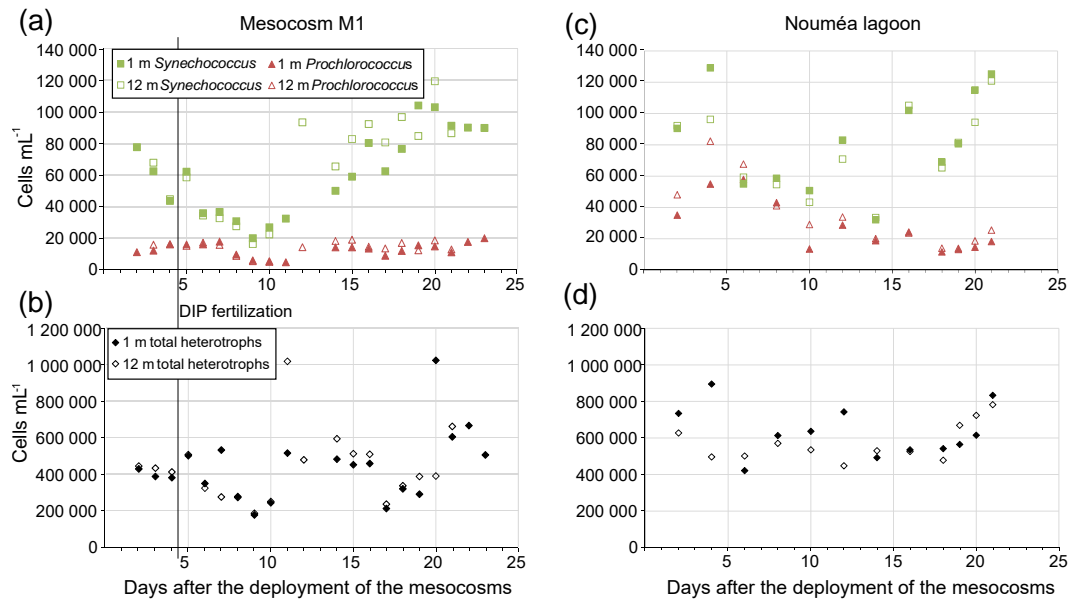 (a) Mesocosm M1
Cells mL-1
140 000
120 000
100 000
80 000
60 000
40 000
20 000
0
1 m Synechococcus 1 m Prochlorococcus
12 m Synechococcus 12 m Prochlorococcus
5 10 15 20 25
(c) Nouméa lagoon
140 000
120 000
100 000
80 000
60 000
40 000
20 000
0
5 10 15 20 25
(b) DIP fertilization
Cells mL-1
1 200 000
1 000 000
800 000
600 000
400 000
200 000
0
1 m total heterotrophs
12 m total heterotrophs
5 10 15 20 25
Days after the deployment of the mesocosms
(d)
1 200 000
1 000 000
800 000
600 000
400 000
200 000
0
5 10 15 20 25
Days after the deployment of the mesocosms